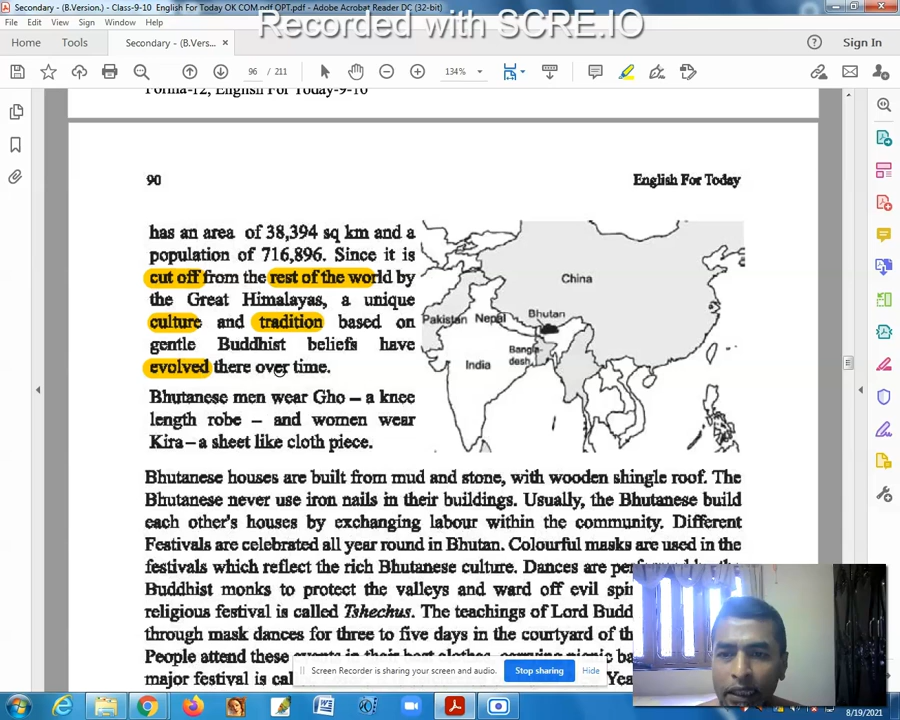 Secondary - (B.Version.) - Class-9-10 English For Today OK COM.pdf OPT.pdf - Adobe Acrobat Reader DC (32-bit)
Recorded with SCRE.IO
File Edit View Sign Window Help
Home Tools Secondary - (B.Vers... × Sign In
96 / 211 134%
Forma-12, English For Today-9-10
90 English For Today
has an area of 38,394 sq km and a
population of 716,896. Since it is
cut off from the rest of the world by
the Great Himalayas, a unique
culture and tradition based on
gentle Buddhist beliefs have
evolved there over time.
Bhutanese men wear Gho – a knee
length robe – and women wear
Kira – a sheet like cloth piece.
China
Bhutan
Pakistan Nepal
Bangla-
desh
India
Bhutanese houses are built from mud and stone, with wooden shingle roof. The
Bhutanese never use iron nails in their buildings. Usually, the Bhutanese build
each other's houses by exchanging labour within the community. Different
Festivals are celebrated all year round in Bhutan. Colourful masks are used in the
festivals which reflect the rich Bhutanese culture. Dances are
Buddhist monks to protect the valleys and ward off evil
religious festival is called Tshechus. The teachings of Lord
through mask dances for three to five days in the courtyard of
People attend these events in their best clothes, carrying picnic
major festival is
Screen Recorder is sharing your screen and audio. Stop sharing Hide
8/19/2021